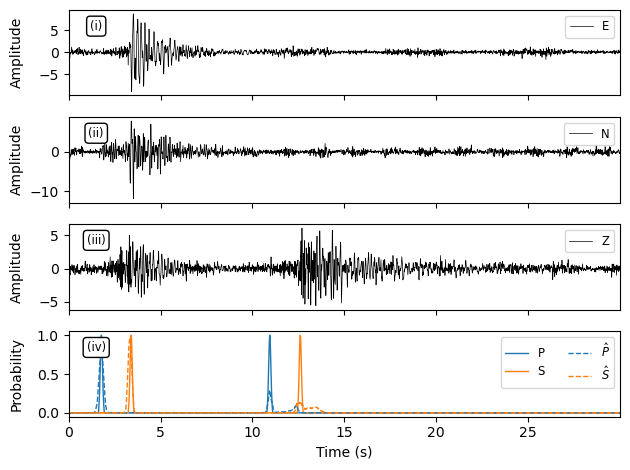 Amplitude
5
0
−5
(i)
E
Amplitude
0
−10
(ii)
N
Amplitude
5
0
−5
(iii)
Z
Probability
1.0
0.5
0.0
(iv)
P
S
P̂
Ŝ
0 5 10 15 20 25
Time (s)